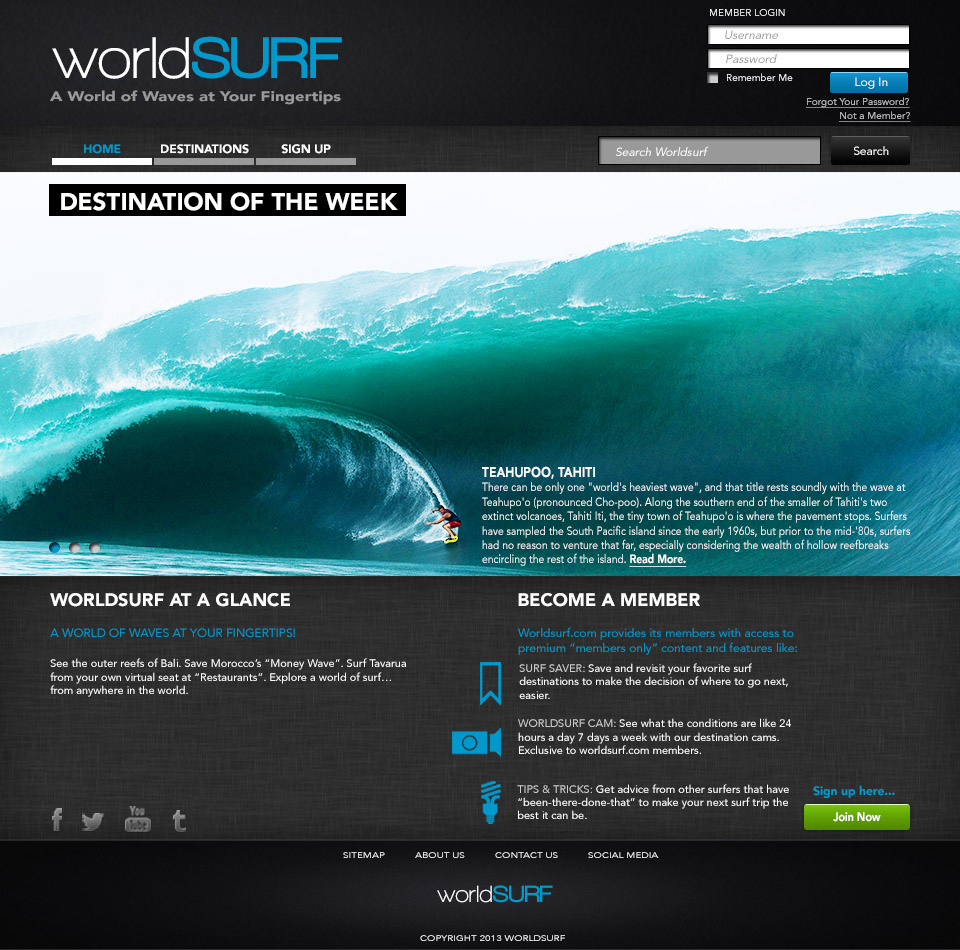 MEMBER LOGIN
Username
Password
Remember Me
Log In
Forgot Your Password?
Not a Member?
worldSURF
A World of Waves at Your Fingertips
HOME
DESTINATIONS
SIGN UP
Search Worldsurf
Search
DESTINATION OF THE WEEK
TEAHUPOO, TAHITI
There can be only one "world's heaviest wave", and that title rests soundly with the wave at
Teahupo'o (pronounced Cho-poo). Along the southern end of the smaller of Tahiti's two
extinct volcanoes, Tahiti Iti, the tiny town of Teahupo'o is where the pavement stops. Surfers
have sampled the South Pacific island since the early 1960s, but prior to the mid-'80s, surfers
had no reason to venture that far, especially considering the wealth of hollow reefbreaks
encircling the rest of the island. Read More.
WORLDSURF AT A GLANCE
A WORLD OF WAVES AT YOUR FINGERTIPS!
See the outer reefs of Bali. Save Morocco's “Money Wave”. Surf Tavarua
from your own virtual seat at “Restaurants”. Explore a world of surf...
from anywhere in the world.
BECOME A MEMBER
Worldsurf.com provides its members with access to
premium “members only” content and features like:
SURF SAVER: Save and revisit your favorite surf
destinations to make the decision of where to go next,
easier.
WORLDSURF CAM: See what the conditions are like 24
hours a day 7 days a week with our destination cams.
Exclusive to worldsurf.com members.
TIPS & TRICKS: Get advice from other surfers that have
“been-there-done-that” to make your next surf trip the
best it can be.
Sign up here...
Join Now
f
You
Tube
t
SITEMAP
ABOUT US
CONTACT US
SOCIAL MEDIA
worldSURF
COPYRIGHT 2013 WORLDSURF